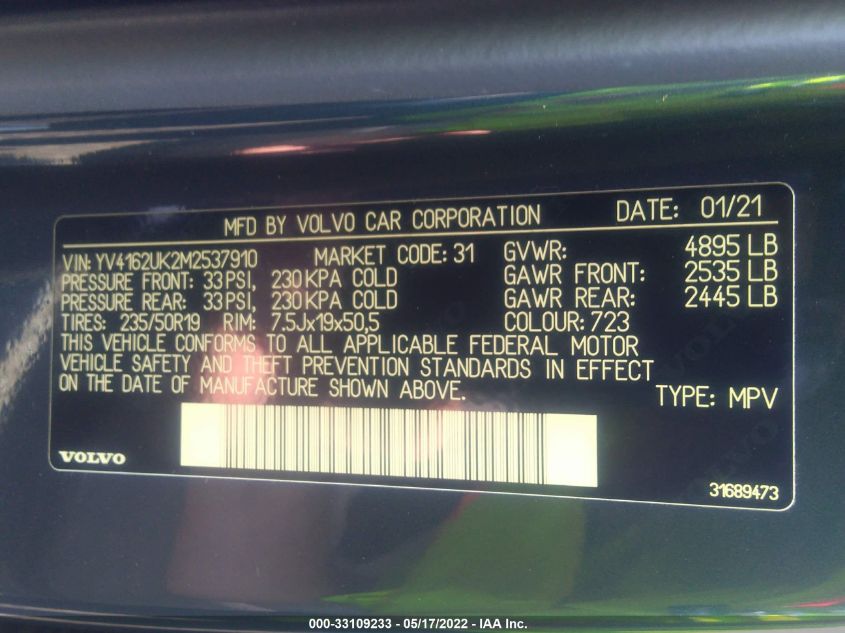 MFD BY VOLVO CAR CORPORATION DATE: 01/21
VIN: YV4162UK2M2537910 MARKET CODE: 31 GVWR: 4895 LB
PRESSURE FRONT: 33 PSI, 230 KPA COLD GAWR FRONT: 2535 LB
PRESSURE REAR: 33 PSI, 230 KPA COLD GAWR REAR: 2445 LB
TIRES: 235/50R19 RIM: 7.5Jx19x50,5 COLOUR: 723
THIS VEHICLE CONFORMS TO ALL APPLICABLE FEDERAL MOTOR
VEHICLE SAFETY AND THEFT PREVENTION STANDARDS IN EFFECT
ON THE DATE OF MANUFACTURE SHOWN ABOVE. TYPE: MPV
VOLVO
31689473
000-33109233 - 05/17/2022 - IAA Inc.